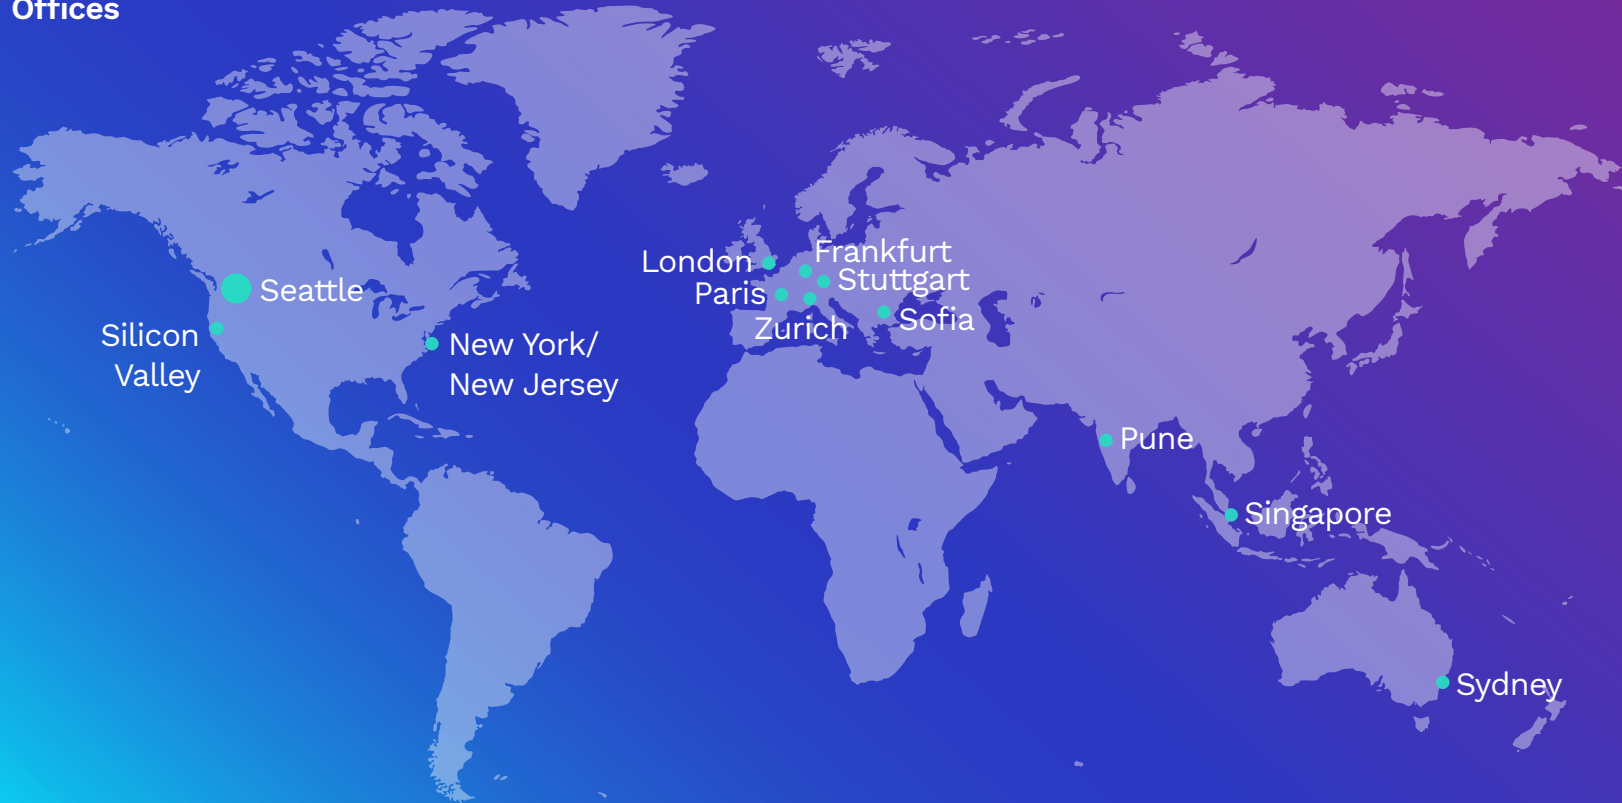 Offices
Seattle
Silicon
Valley
New York/
New Jersey
London
Paris
Frankfurt
Stuttgart
Zurich
Sofia
Pune
Singapore
Sydney